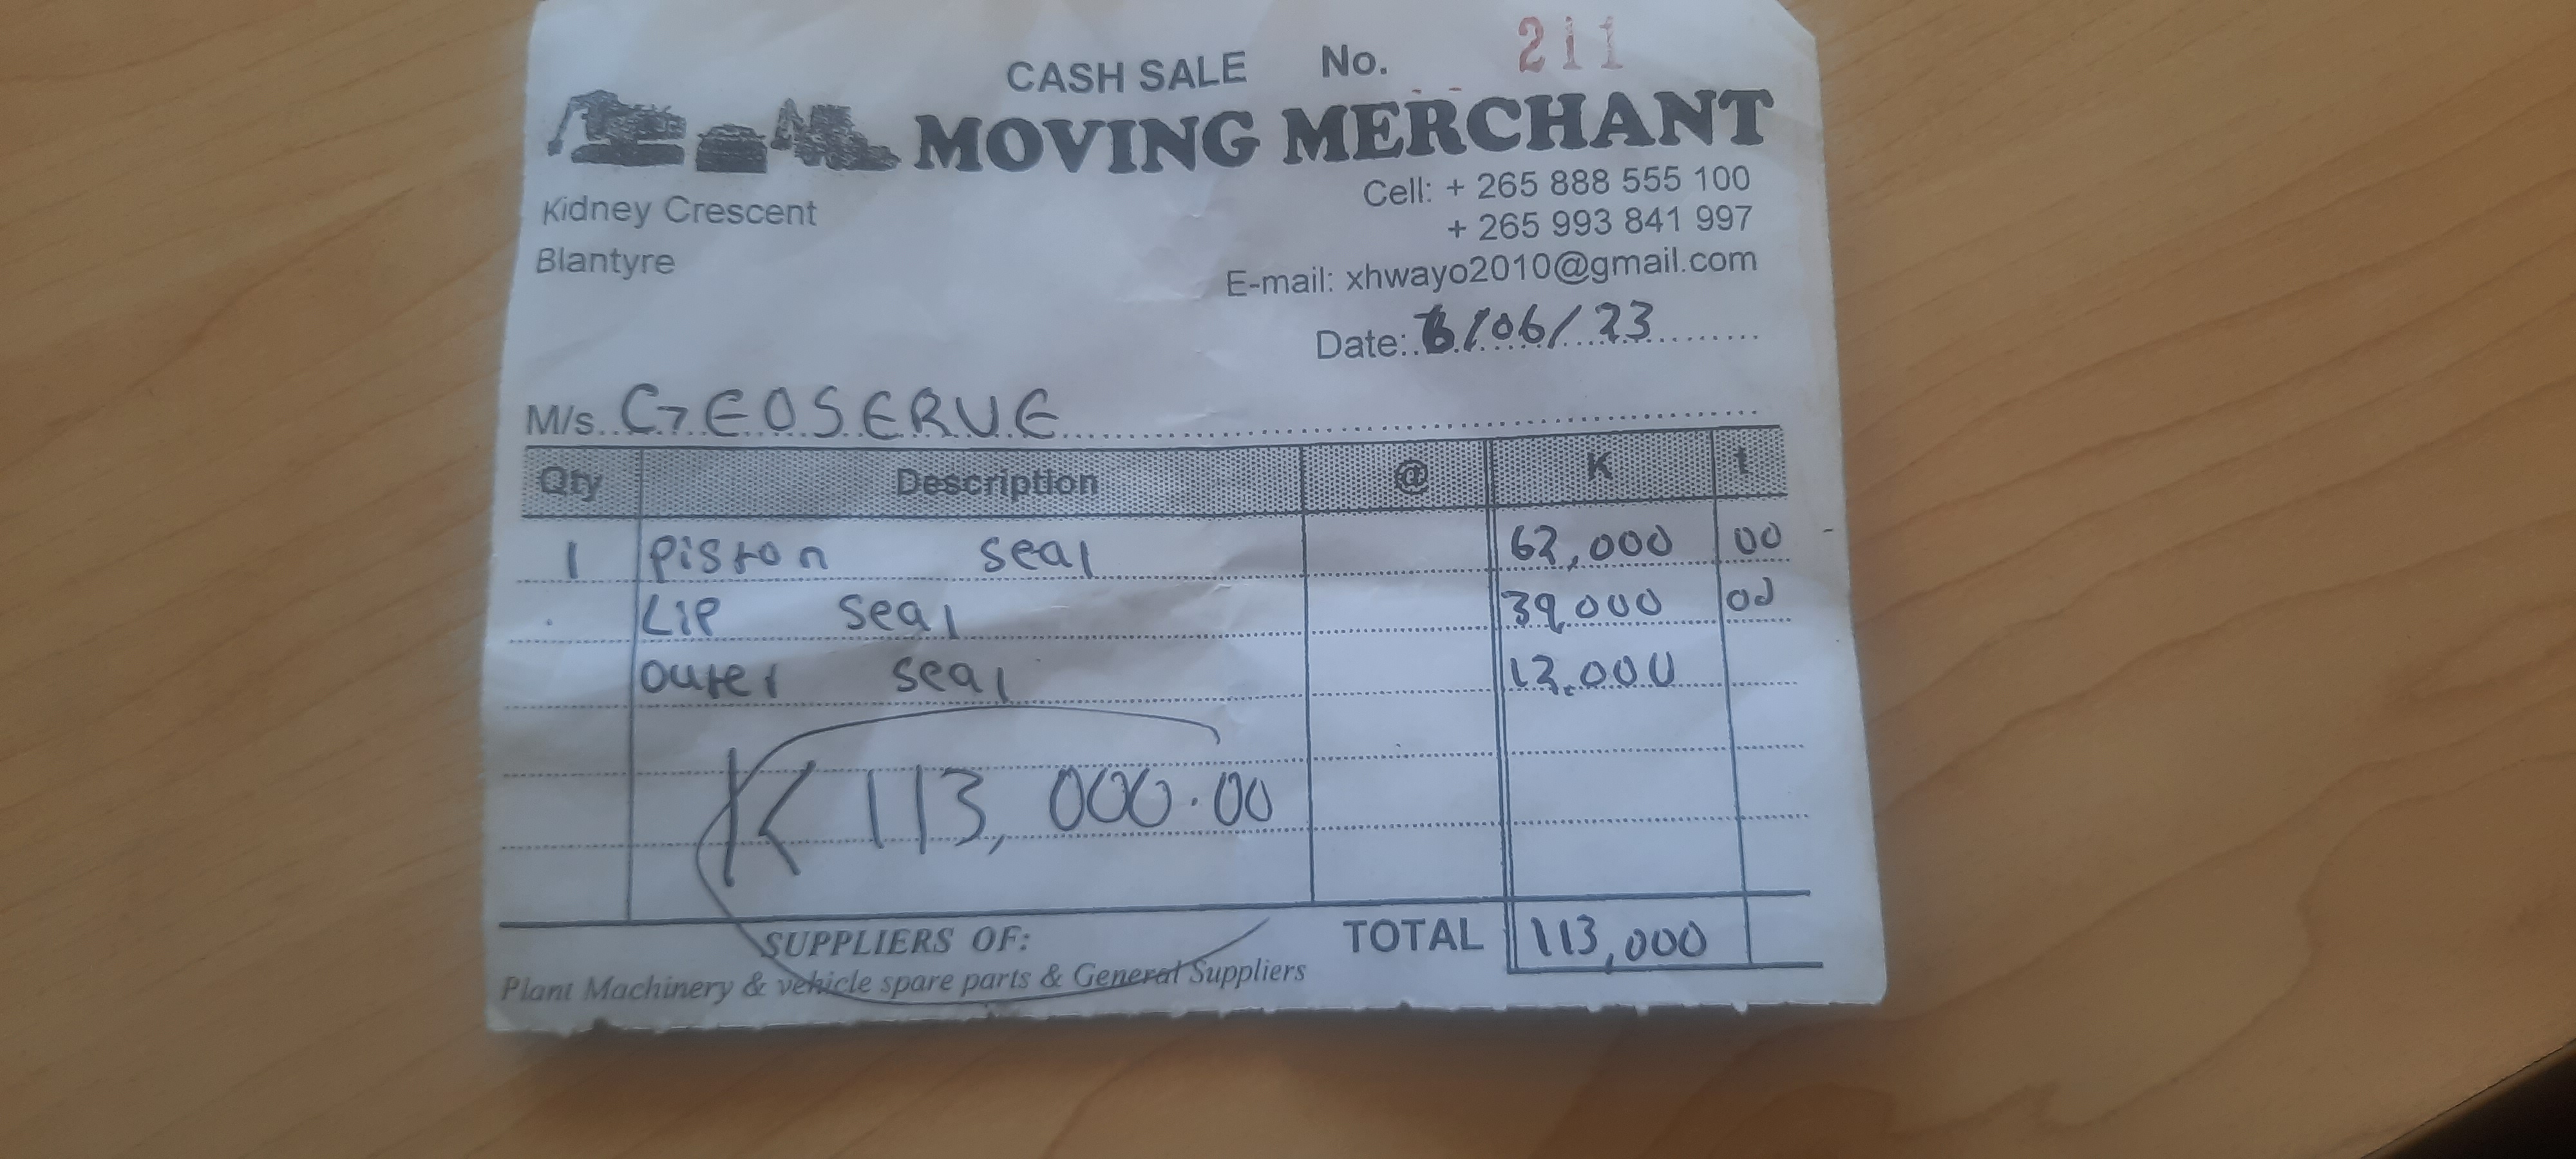 CASH SALE No. 211
MOVING MERCHANT
Kidney Crescent
Blantyre
Cell: + 265 888 555 100
+ 265 993 841 997
E-mail: xhwayo2010@gmail.com
Date: 6/06/23
M/s. GEOSERVE
Qty Description @ K t
1 Piston seal 62,000 00
Lip seal 39,000 00
outer seal 12,000
K113,000.00
TOTAL 113,000
SUPPLIERS OF:
Plant Machinery & vehicle spare parts & General Suppliers